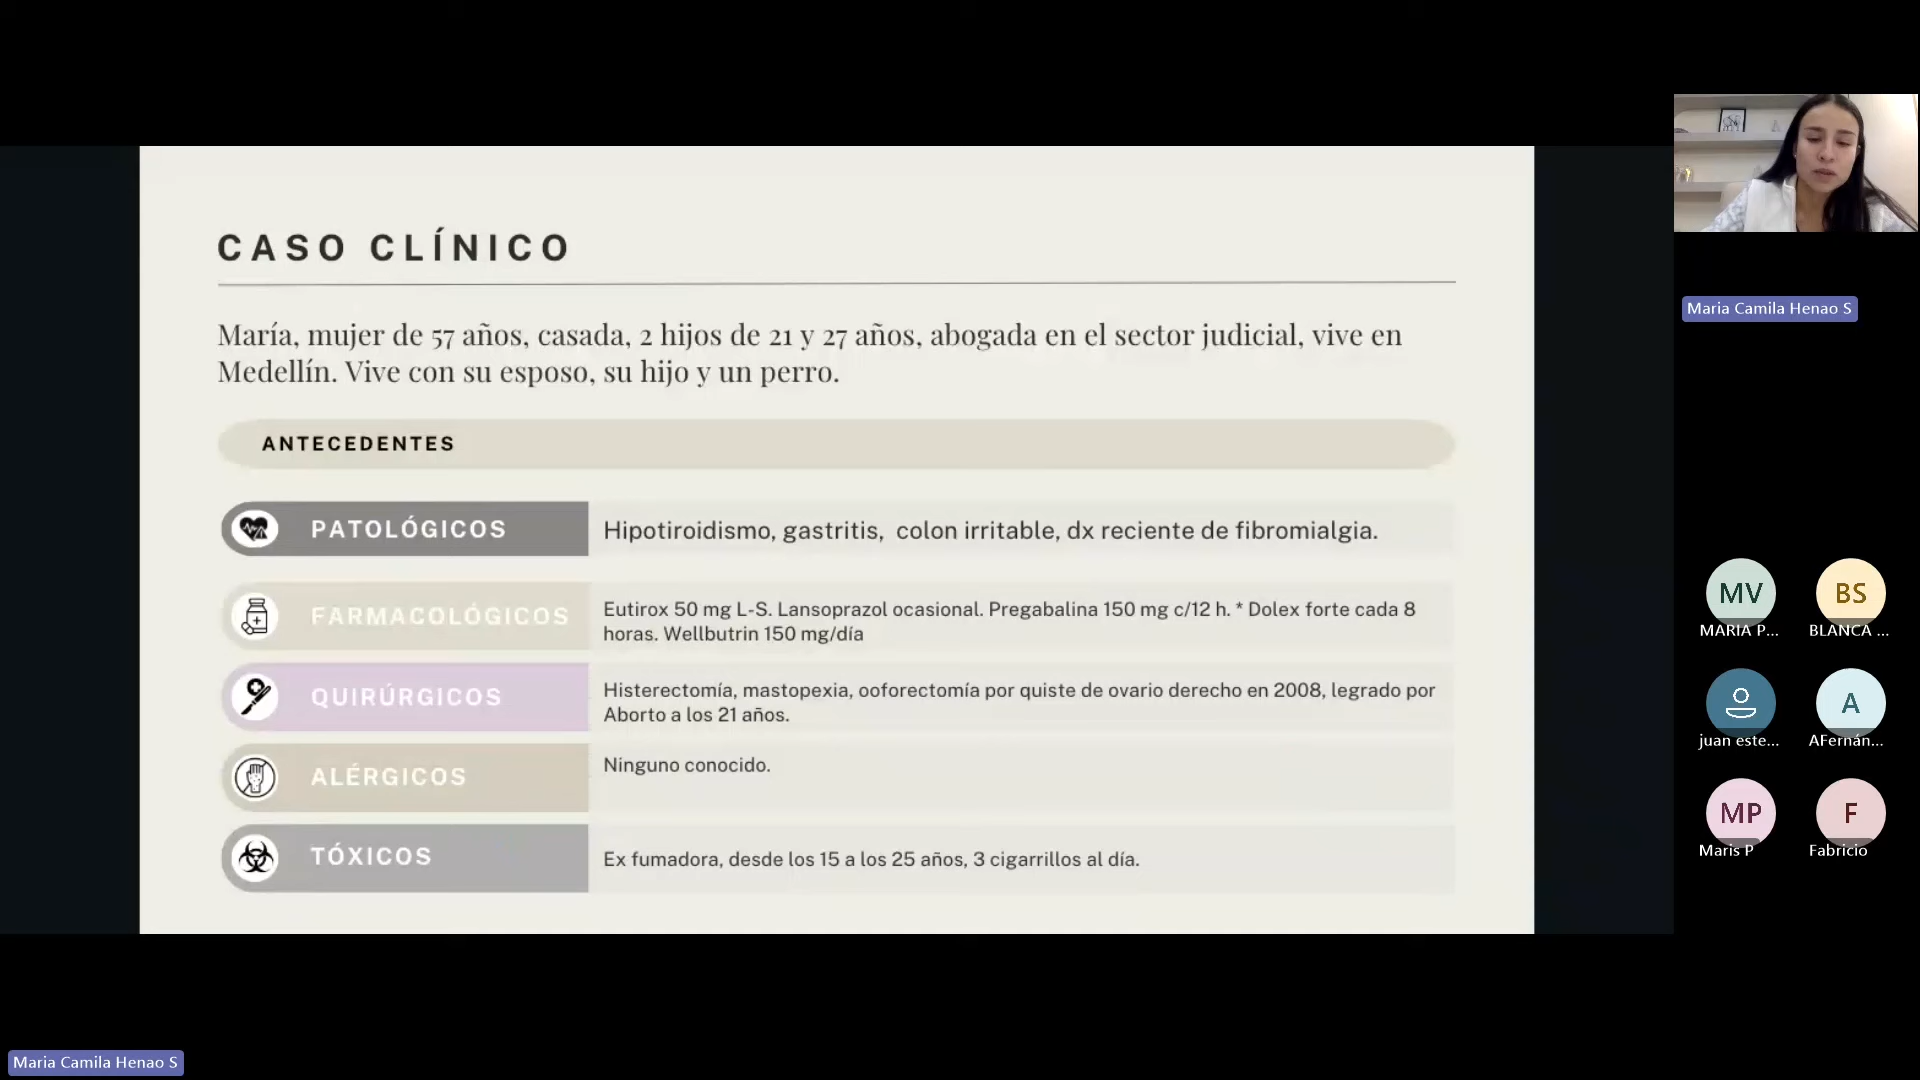 CASO CLÍNICO
María, mujer de 57 años, casada, 2 hijos de 21 y 27 años, abogada en el sector judicial, vive en
Medellín. Vive con su esposo, su hijo y un perro.
ANTECEDENTES
PATOLÓGICOS
Hipotiroidismo, gastritis, colon irritable, dx reciente de fibromialgia.
FARMACOLÓGICOS
Eutirox 50 mg L-S. Lansoprazol ocasional. Pregabalina 150 mg c/12 h. * Dolex forte cada 8
horas. Wellbutrin 150 mg/día
QUIRÚRGICOS
Histerectomía, mastopexia, ooforectomía por quiste de ovario derecho en 2008, legrado por
Aborto a los 21 años.
ALÉRGICOS
Ninguno conocido.
TÓXICOS
Ex fumadora, desde los 15 a los 25 años, 3 cigarrillos al día.
Maria Camila Henao S
MV
MARIA P...
BS
BLANCA ...
juan este...
A
AFernán...
MP
Maris P
F
Fabricio
Maria Camila Henao S